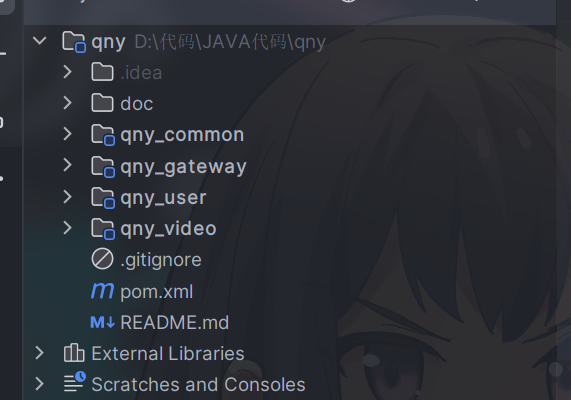 qny D:\代码\JAVA代码\qny
.idea
doc
qny_common
qny_gateway
qny_user
qny_video
.gitignore
pom.xml
README.md
External Libraries
Scratches and Consoles